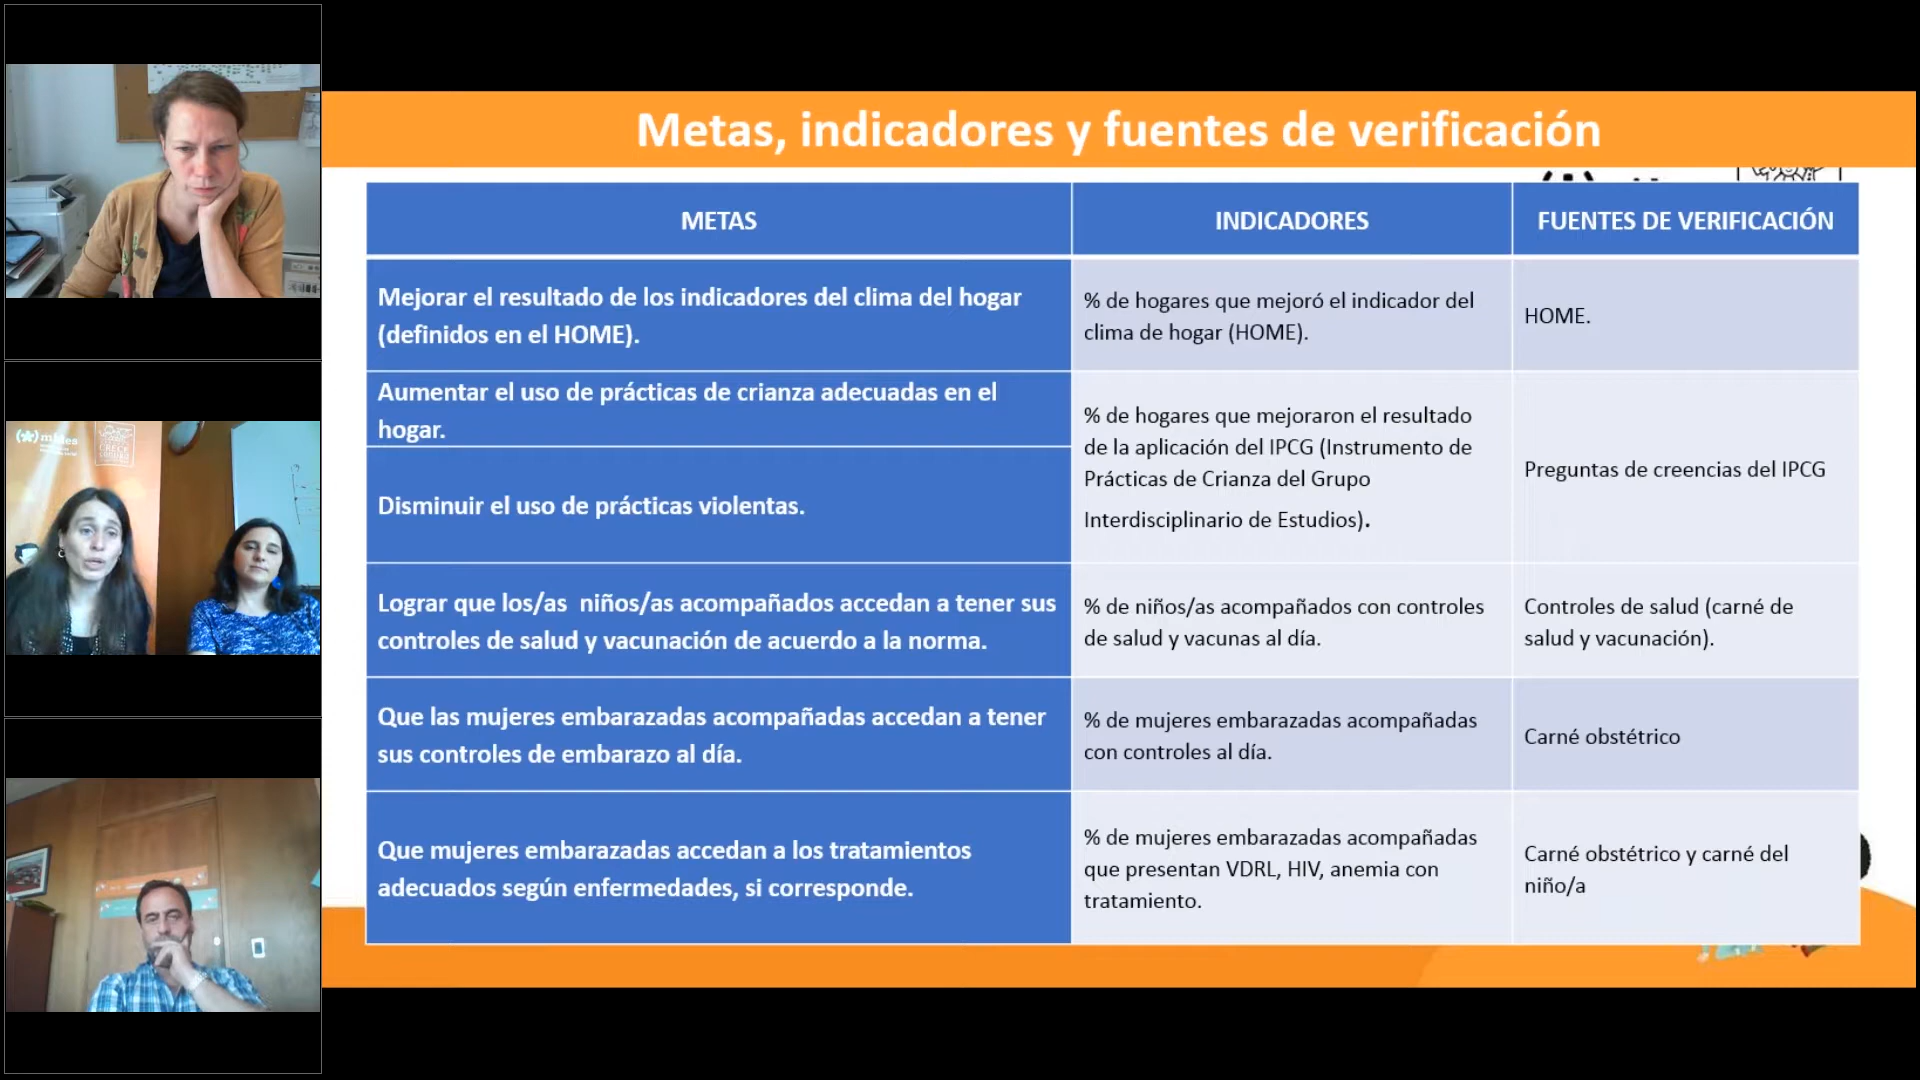 Metas, indicadores y fuentes de verificación
METAS
INDICADORES
FUENTES DE VERIFICACIÓN
Mejorar el resultado de los indicadores del clima del hogar
(definidos en el HOME).
% de hogares que mejoró el indicador del
clima de hogar (HOME).
HOME.
Aumentar el uso de prácticas de crianza adecuadas en el
hogar.
Disminuir el uso de prácticas violentas.
% de hogares que mejoraron el resultado
de la aplicación del IPCG (Instrumento de
Prácticas de Crianza del Grupo
Interdisciplinario de Estudios).
Preguntas de creencias del IPCG
Lograr que los/as niños/as acompañados accedan a tener sus
controles de salud y vacunación de acuerdo a la norma.
% de niños/as acompañados con controles
de salud y vacunas al día.
Controles de salud (carné de
salud y vacunación).
Que las mujeres embarazadas acompañadas accedan a tener
sus controles de embarazo al día.
% de mujeres embarazadas acompañadas
con controles al día.
Carné obstétrico
Que mujeres embarazadas accedan a los tratamientos
adecuados según enfermedades, si corresponde.
% de mujeres embarazadas acompañadas
que presentan VDRL, HIV, anemia con
tratamiento.
Carné obstétrico y carné del
niño/a
mides